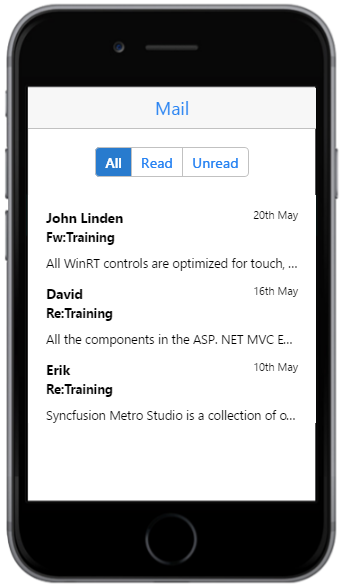 Mail
All Read Unread
John Linden 20th May
Fw:Training
All WinRT controls are optimized for touch, ...
David 16th May
Re:Training
All the components in the ASP. NET MVC E...
Erik 10th May
Re:Training
Syncfusion Metro Studio is a collection of o...